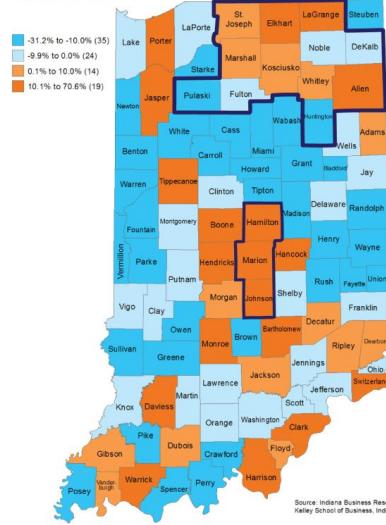 -31.2% to -10.0% (35)
-9.9% to 0.0% (24)
0.1% to 10.0% (14)
10.1% to 70.6% (19)
Lake
Porter
LaPorte
St.
Joseph
Elkhart
LaGrange
Steuben
Noble
DeKalb
Starke
Marshall
Kosciusko
Whitley
Allen
Newton
Jasper
Pulaski
Fulton
Huntington
Wabash
Wells
Adams
White
Cass
Miami
Benton
Carroll
Howard
Grant
Blackford
Jay
Warren
Tippecanoe
Clinton
Tipton
Delaware
Randolph
Fountain
Montgomery
Boone
Hamilton
Madison
Henry
Wayne
Vermillion
Parke
Putnam
Hendricks
Marion
Hancock
Rush
Fayette
Union
Vigo
Clay
Morgan
Johnson
Shelby
Franklin
Owen
Sullivan
Greene
Monroe
Brown
Bartholomew
Decatur
Ripley
Dearborn
Ohio
Jennings
Jackson
Lawrence
Jefferson
Switzerland
Knox
Daviess
Martin
Orange
Washington
Scott
Clark
Gibson
Pike
Dubois
Crawford
Floyd
Harrison
Posey
Vander-
burgh
Warrick
Spencer
Perry
Source: Indiana Business Res
Kelley School of Business, Ind